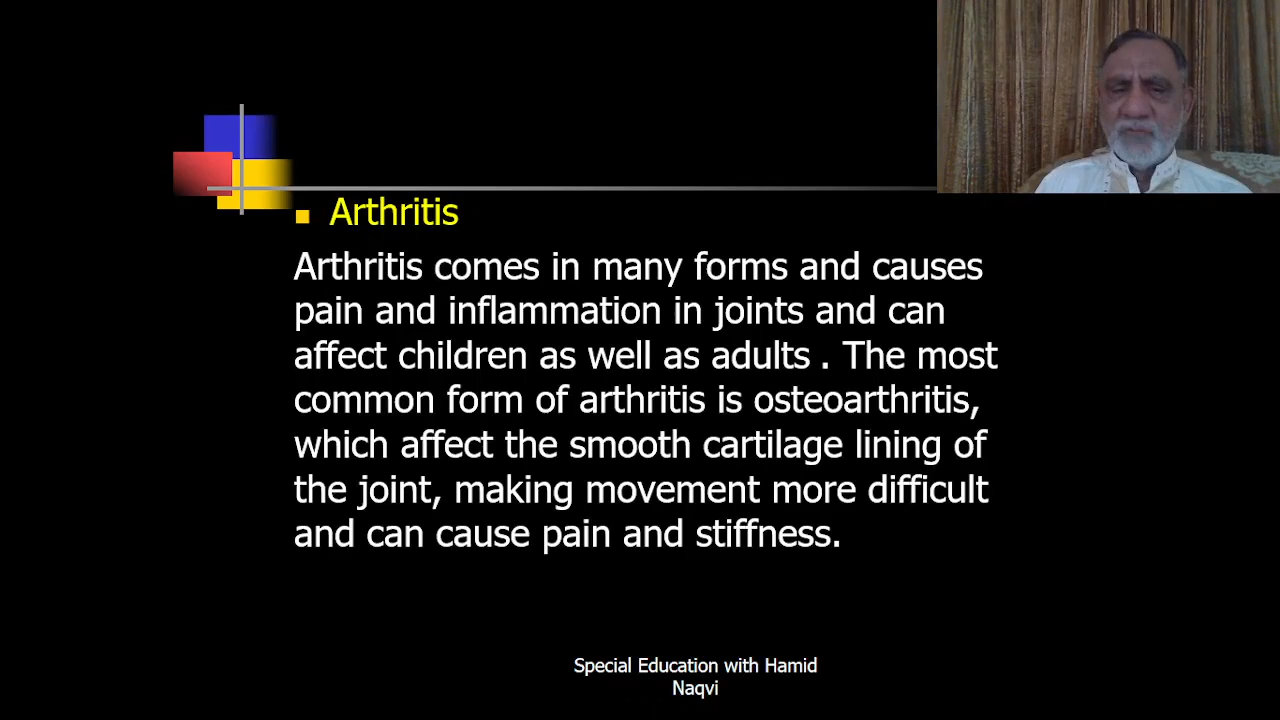 Arthritis
Arthritis comes in many forms and causes
pain and inflammation in joints and can
affect children as well as adults . The most
common form of arthritis is osteoarthritis,
which affect the smooth cartilage lining of
the joint, making movement more difficult
and can cause pain and stiffness.
Special Education with Hamid
Naqvi